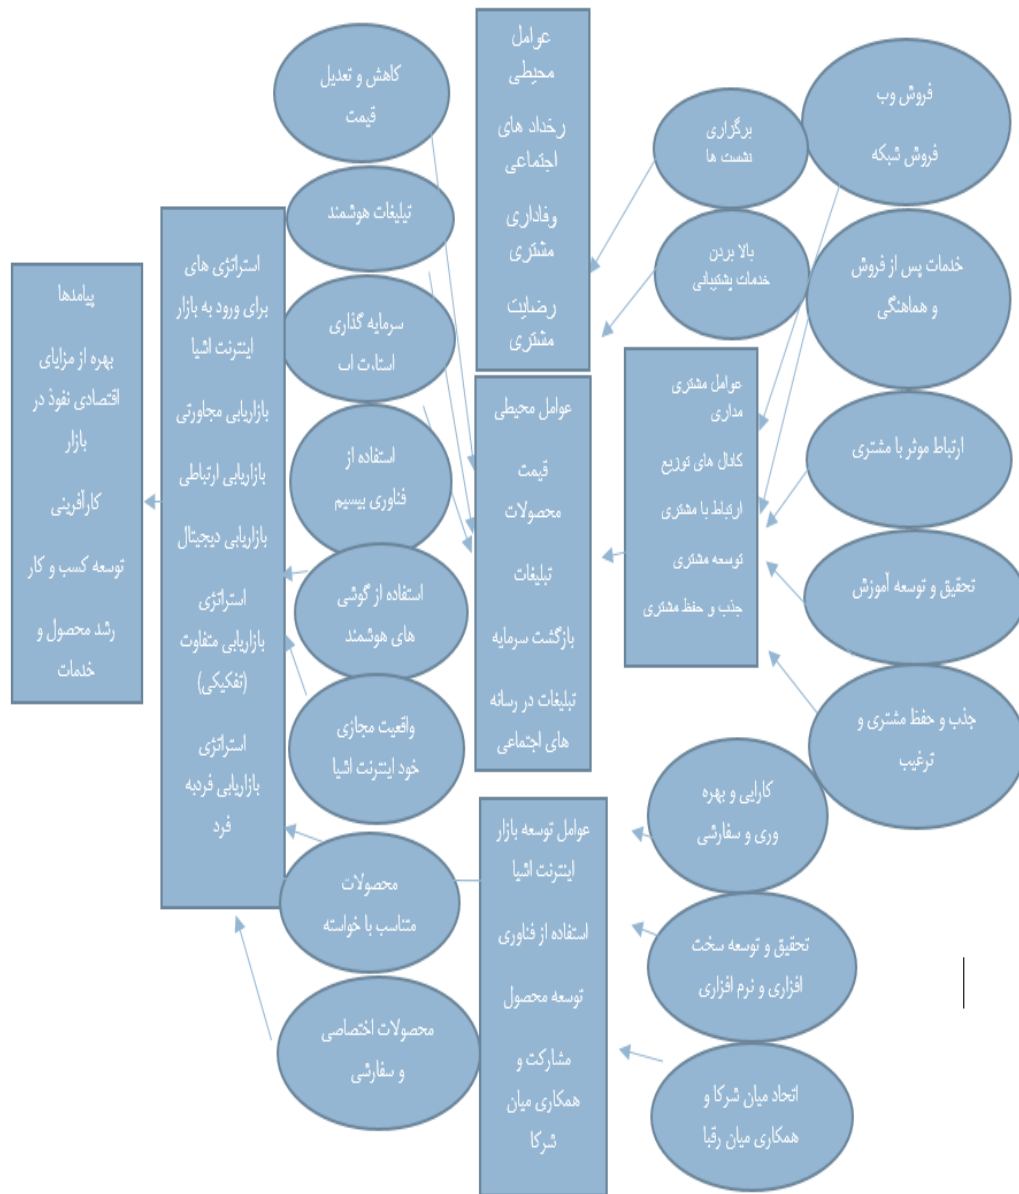 فروش وب
فروش شبکه
خدمات پس از فروش
و هماهنگی
ارتباط موثر با مشتری
تحقیق و توسعه آموزش
جذب و حفظ مشتری و
ترغیب
برگزاری
نشست ها
بالا بردن
خدمات پشتیبانی
عوامل مشتری
مداری
کانال های توزیع
ارتباط با مشتری
توسعه مشتری
جذب و حفظ مشتری
کارایی و بهره
وری و سفارشی
تحقیق و توسعه سخت
افزاری و نرم افزاری
اتحاد میان شرکا و
همکاری میان رقبا
عوامل
محیطی
رخداد های
اجتماعی
وفاداری
مشتری
رضایت
مشتری
عوامل محیطی
قیمت
محصولات
تبلیغات
بازگشت سرمایه
تبلیغات در رسانه
های اجتماعی
عوامل توسعه بازار
اینترنت اشیا
استفاده از فناوری
توسعه محصول
مشارکت و
همکاری میان
شرکا
کاهش و تعدیل
قیمت
تبلیغات هوشمند
سرمایه گذاری
استارت اپ
استفاده از
فناوری بیسیم
استفاده از گوشی
های هوشمند
واقعیت مجازی
خود اینترنت اشیا
محصولات
متناسب با خواسته
محصولات اختصاصی
و سفارشی
استراتژی های
برای ورود به بازار
اینترنت اشیا
بازاریابی مجاورتی
بازاریابی ارتباطی
بازاریابی دیجیتال
استراتژی
بازاریابی متفاوت
(تفکیکی)
استراتژی
بازاریابی فردبه
فرد
پیامدها
بهره از مزایای
اقتصادی نفوذ در
بازار
کارآفرینی
توسعه کسب و کار
رشد محصول و
خدمات